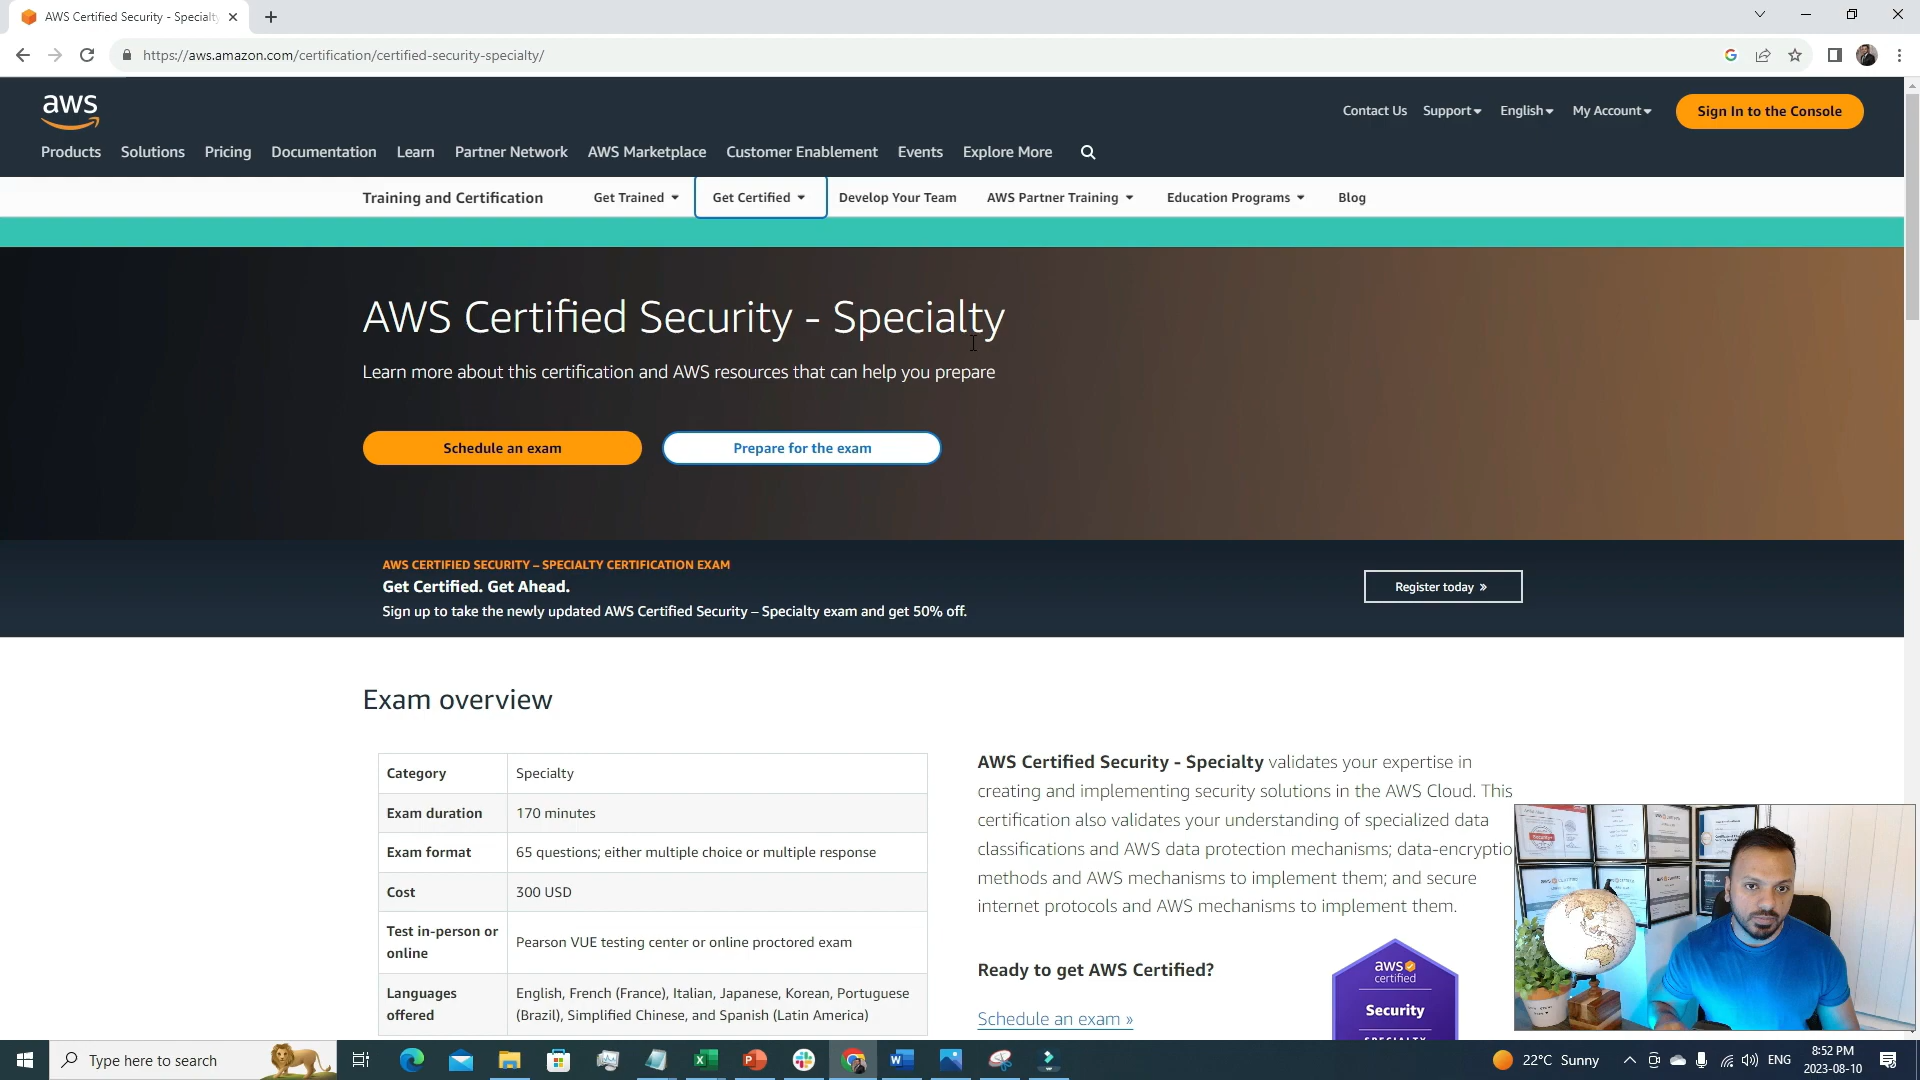 AWS Certified Security - Specialty
https://aws.amazon.com/certification/certified-security-specialty/
aws
Contact Us Support English My Account Sign In to the Console
Products Solutions Pricing Documentation Learn Partner Network AWS Marketplace Customer Enablement Events Explore More
Training and Certification Get Trained Get Certified Develop Your Team AWS Partner Training Education Programs Blog
AWS Certified Security - Specialty
Learn more about this certification and AWS resources that can help you prepare
Schedule an exam Prepare for the exam
AWS CERTIFIED SECURITY – SPECIALTY CERTIFICATION EXAM
Get Certified. Get Ahead.
Sign up to take the newly updated AWS Certified Security – Specialty exam and get 50% off.
Register today »
Exam overview
Category Specialty
Exam duration 170 minutes
Exam format 65 questions; either multiple choice or multiple response
Cost 300 USD
Test in-person or online Pearson VUE testing center or online proctored exam
Languages offered English, French (France), Italian, Japanese, Korean, Portuguese
(Brazil), Simplified Chinese, and Spanish (Latin America)
AWS Certified Security - Specialty validates your expertise in
creating and implementing security solutions in the AWS Cloud. This
certification also validates your understanding of specialized data
classifications and AWS data protection mechanisms; data-encryptio
methods and AWS mechanisms to implement them; and secure
internet protocols and AWS mechanisms to implement them.
Ready to get AWS Certified?
Schedule an exam »
aws
certified
Security
SPECIALTY
Type here to search
22°C Sunny
ENG
8:52 PM
2023-08-10